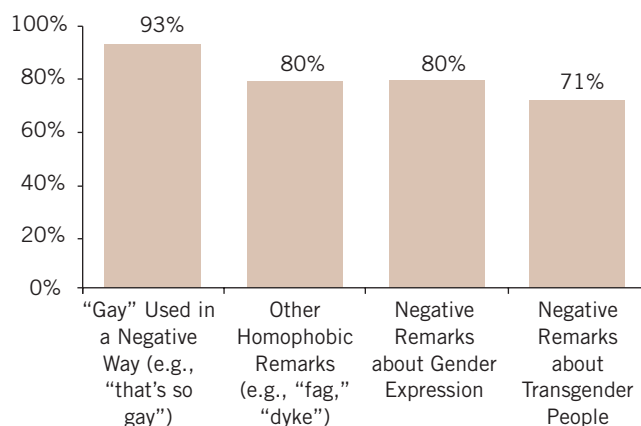 100%
80%
60%
40%
20%
0%
93%
80%
80%
71%
“Gay” Used in
a Negative
Way (e.g.,
“that’s so
gay”)
Other
Homophobic
Remarks
(e.g., “fag,”
“dyke”)
Negative
Remarks
about Gender
Expression
Negative
Remarks
about
Transgender
People